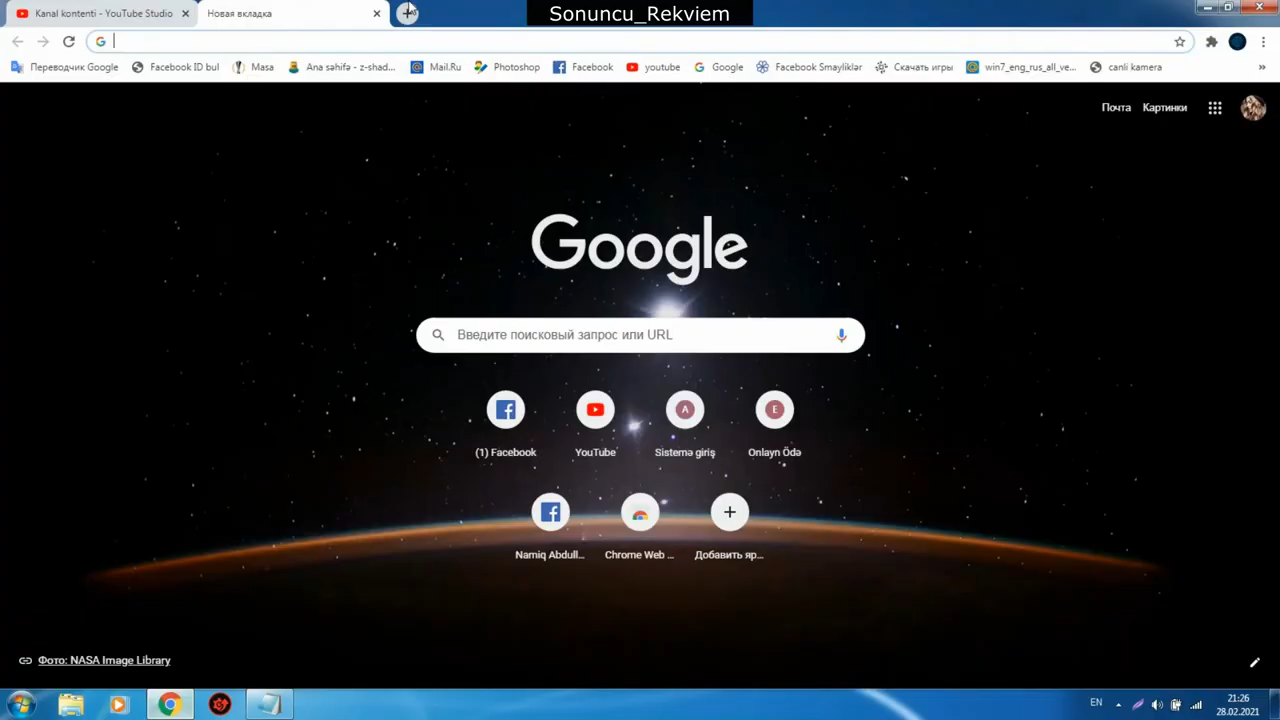 Kanal kontenti - YouTube Studio
Новая вкладка
Sonuncu_Rekviem
Переводчик Google
Facebook ID bul
Masa
Ana səhifə - z-shad...
Mail.Ru
Photoshop
Facebook
youtube
Google
Facebook Smayliklər
Скачать игры
win7_eng_rus_all_ve...
canli kamera
»
Почта
Картинки
Google
Введите поисковый запрос или URL
(1) Facebook
YouTube
A
Sistemə giriş
E
Onlayn Ödə
Namiq Abdull...
Chrome Web ...
Добавить яр...
Фото: NASA Image Library
EN
21:26
28.02.2021